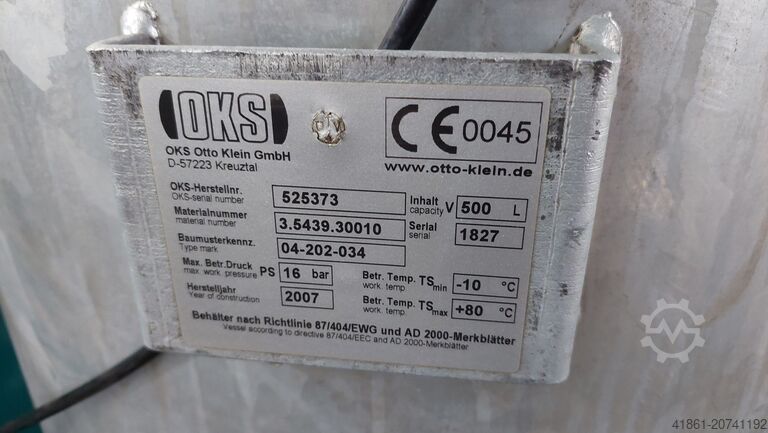 OKS
CE 0045
OKS Otto Klein GmbH
D-57223 Kreuztal
www.otto-klein.de
OKS-Herstellnr. 525373 Inhalt V 500 L
OKS-serial number capacity
Materialnummer 3.5439.30010 Serial 1827
material number serial
Baumusterkennz. 04-202-034
Type mark
Max. Betr.Druck PS 16 bar Betr. Temp. TSmin -10 °C
max. work pressure work. temp.
Herstelljahr 2007 Betr. Temp. TSmax +80 °C
Year of construction work. temp.
Behälter nach Richtlinie 87/404/EWG und AD 2000-Merkblätter
Vessel according to directive 87/404/EEC and AD 2000-Merkblätter
41861-20741192